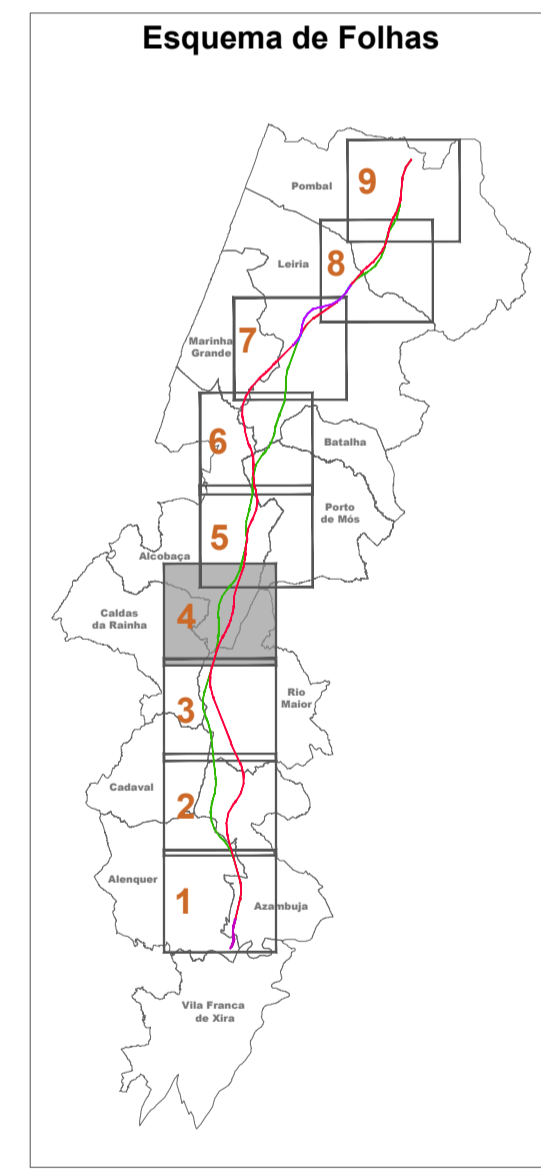 Esquema de Folhas
9
Pombal
8
Leiria
7
Marinha
Grande
6
Batalha
5
Porto
de Mós
Alcobaça
4
Caldas
da Rainha
3
Rio
Maior
2
Cadaval
1
Alenquer
Azambuja
Vila Franca
de Xira